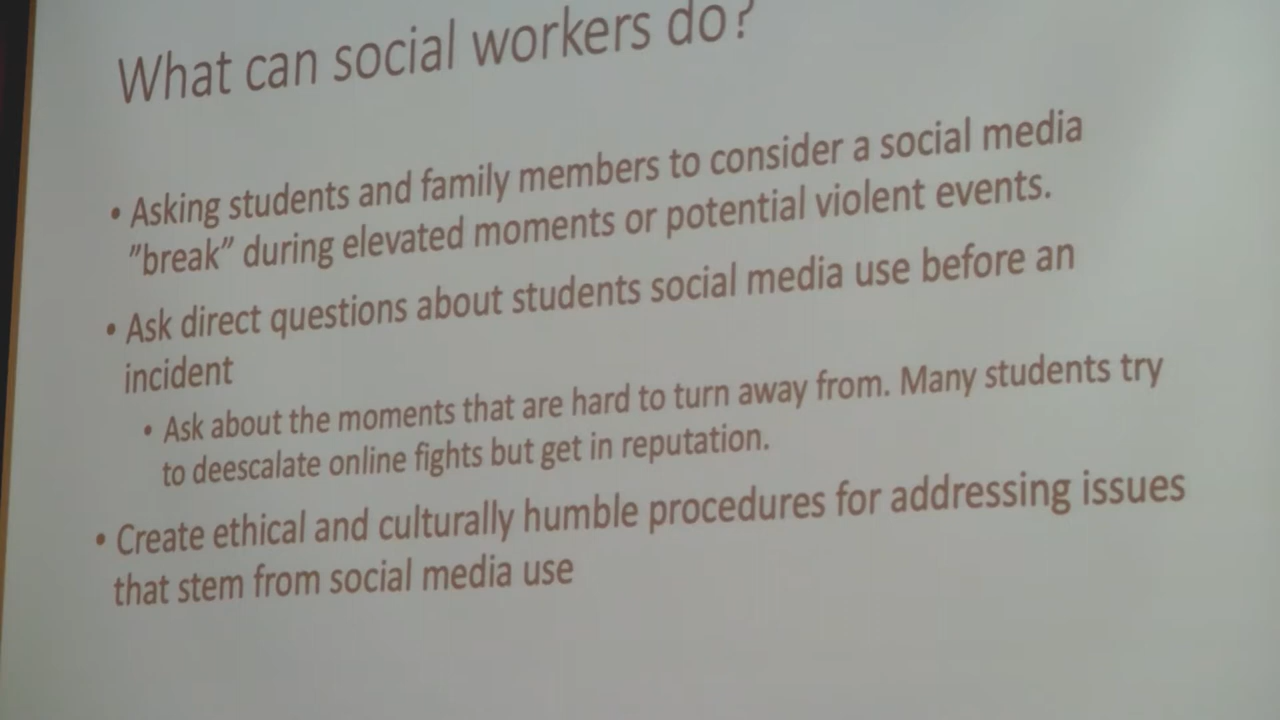 What can social workers do?
• Asking students and family members to consider a social media
"break" during elevated moments or potential violent events.
• Ask direct questions about students social media use before an
incident
• Ask about the moments that are hard to turn away from. Many students try
to deescalate online fights but get in reputation.
• Create ethical and culturally humble procedures for addressing issues
that stem from social media use